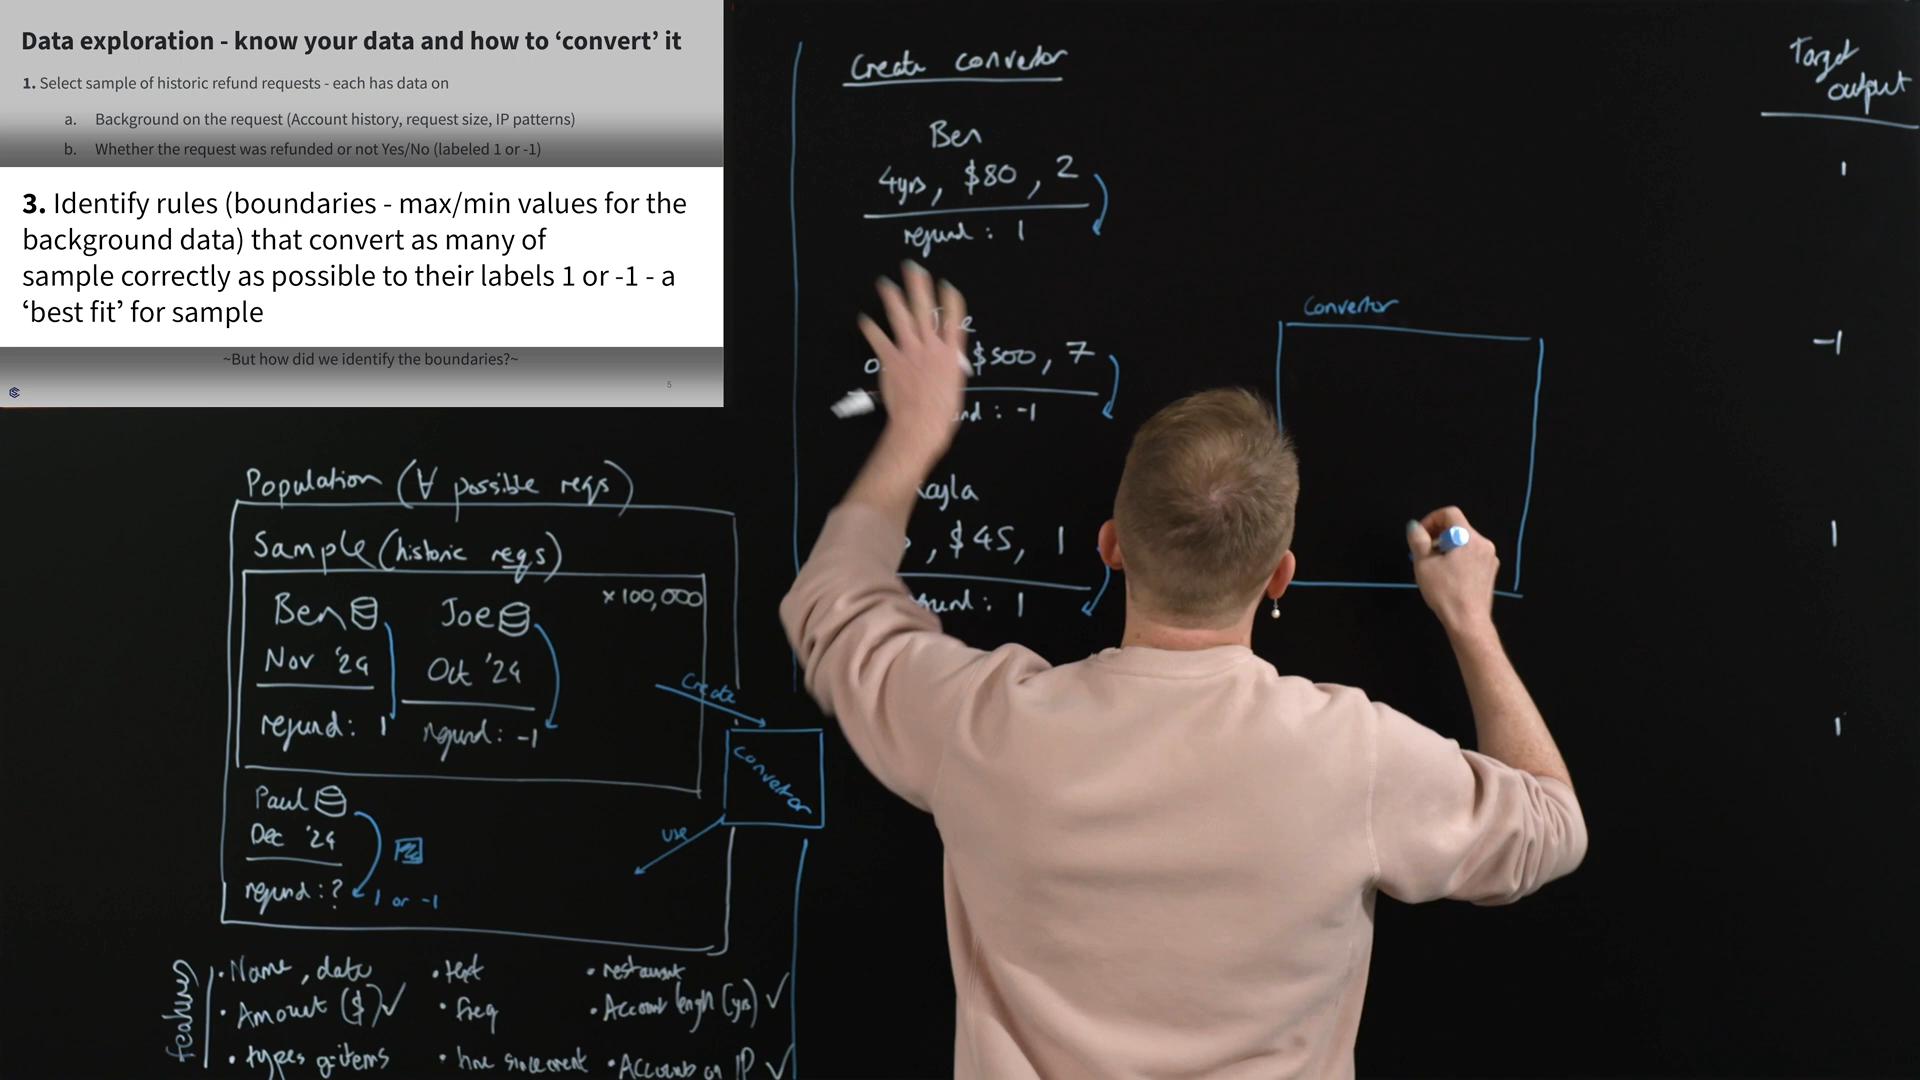 Data exploration - know your data and how to ‘convert’ it
1. Select sample of historic refund requests - each has data on
a. Background on the request (Account history, request size, IP patterns)
b. Whether the request was refunded or not Yes/No (labeled 1 or -1)
3. Identify rules (boundaries - max/min values for the
background data) that convert as many of
sample correctly as possible to their labels 1 or -1 - a
‘best fit’ for sample
~But how did we identify the boundaries?~
5
Population (∀ possible reqs)
Sample (historic reqs)
×100,000
Ben
Nov '24
refund: 1
Joe
Oct '24
refund: -1
Paul
Dec '24
refund: ?
1 or -1
Create
Convertor
use
features
• Name, date
• Amount ($) ✓
• types of items
• text
• freq
• time since event
• restaurant
• Account length (yrs) ✓
• Accounts on IP ✓
Create convertor
Ben
4yrs, $80, 2
refund: 1
$500, 7
: -1
, $45, 1
: 1
Convertor
Target
output
1
-1
1
1